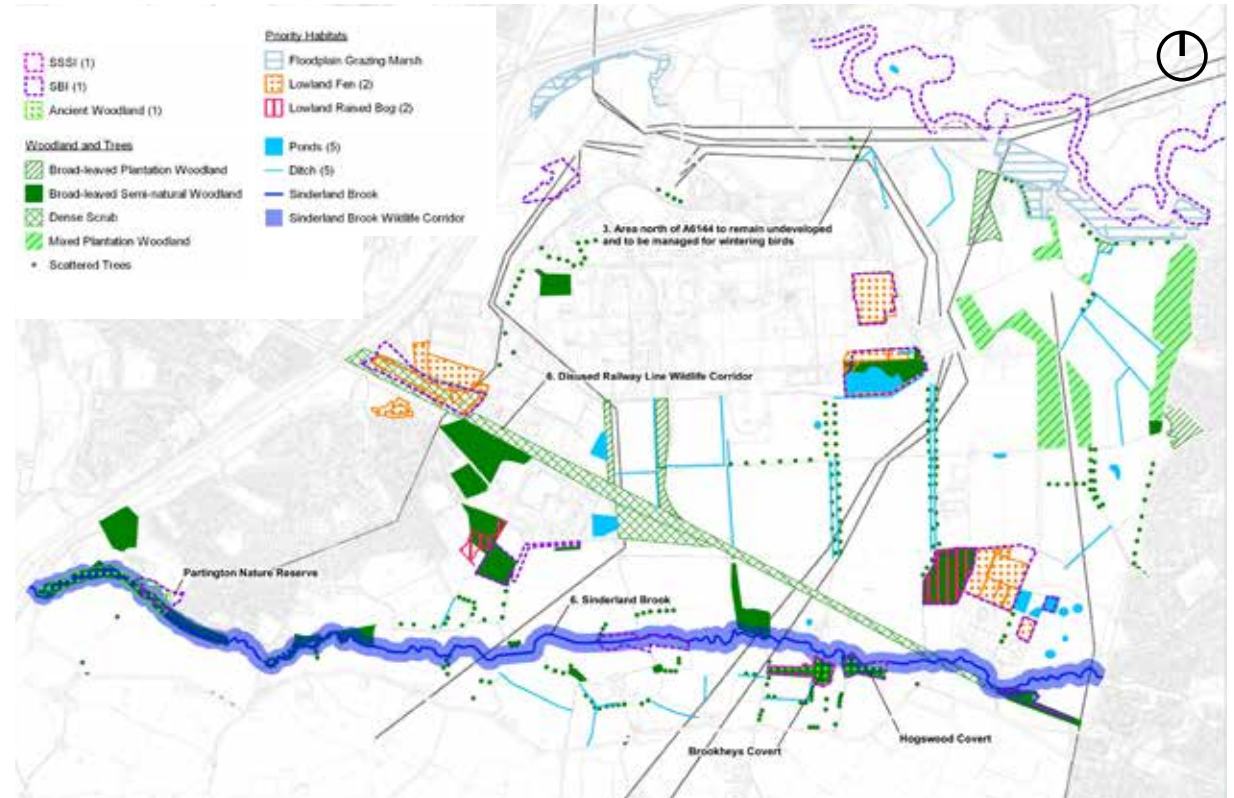 SSSI (1)
SBI (1)
Ancient Woodland (1)
Woodland and Trees
Broad-leaved Plantation Woodland
Broad-leaved Semi-natural Woodland
Dense Scrub
Mixed Plantation Woodland
Scattered Trees
Priority Habitats
Floodplain Grazing Marsh
Lowland Fen (2)
Lowland Raised Bog (2)
Ponds (5)
Ditch (5)
Sinderland Brook
Sinderland Brook Wildlife Corridor
3. Area north of A6144 to remain undeveloped
and to be managed for wintering birds
6. Disused Railway Line Wildlife Corridor
Partington Nature Reserve
6. Sinderland Brook
Hogswood Covert
Brookheys Covert